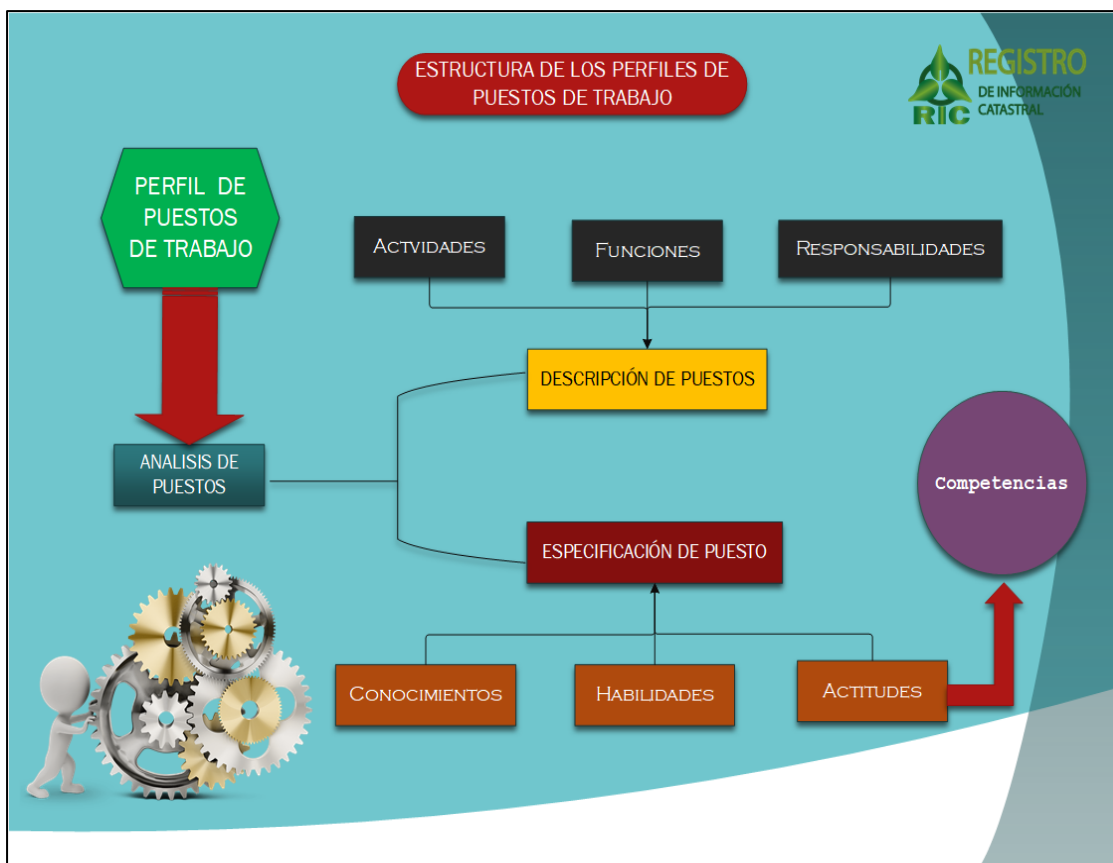 ESTRUCTURA DE LOS PERFILES DE
PUESTOS DE TRABAJO
REGISTRO
DE INFORMACIÓN
CATASTRAL
RIC
PERFIL DE
PUESTOS
DE TRABAJO
ACTVIDADES
FUNCIONES
RESPONSABILIDADES
DESCRIPCIÓN DE PUESTOS
ANALISIS DE
PUESTOS
Competencias
ESPECIFICACIÓN DE PUESTO
CONOCIMIENTOS
HABILIDADES
ACTITUDES